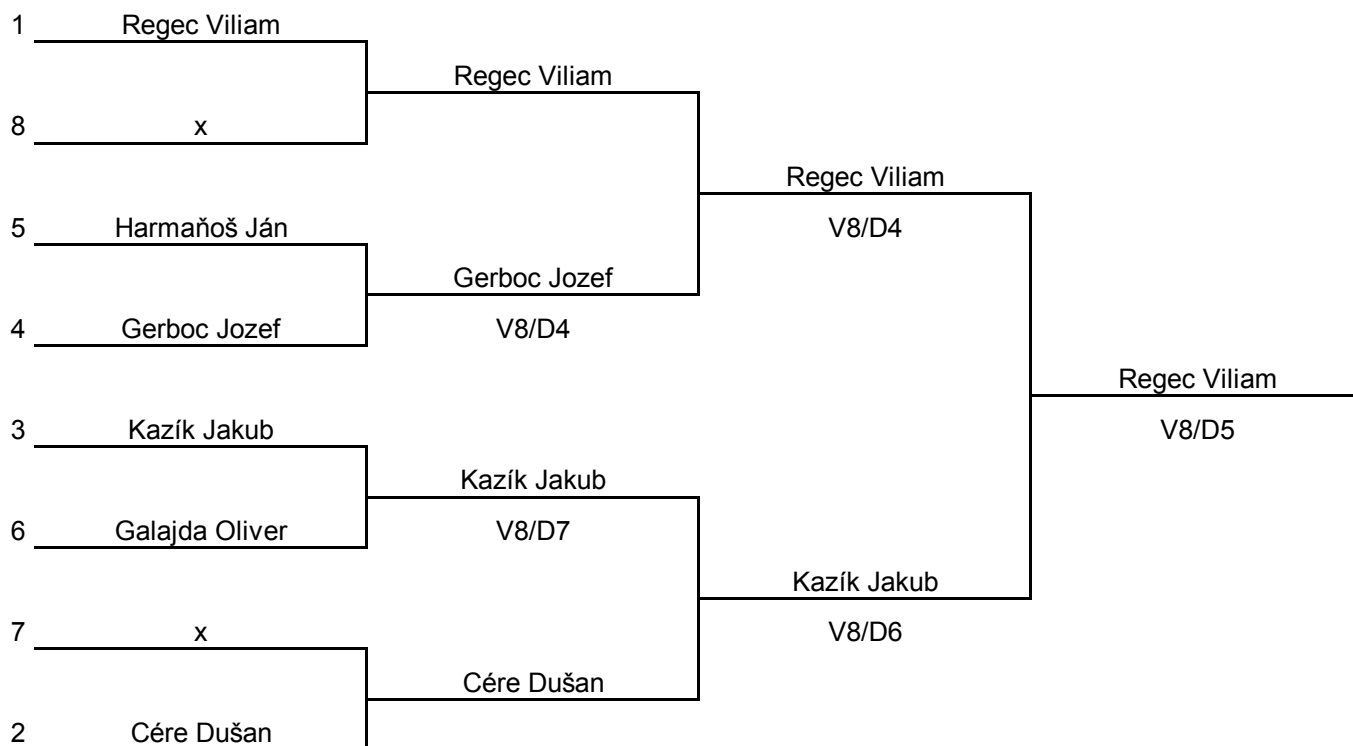 1 Regec Viliam
Regec Viliam
8 x
Regec Viliam
5 Harmaňoš Ján V8/D4
Gerboc Jozef
4 Gerboc Jozef V8/D4
Regec Viliam
3 Kazík Jakub V8/D5
Kazík Jakub
6 Galajda Oliver V8/D7
Kazík Jakub
7 x V8/D6
Cére Dušan
2 Cére Dušan